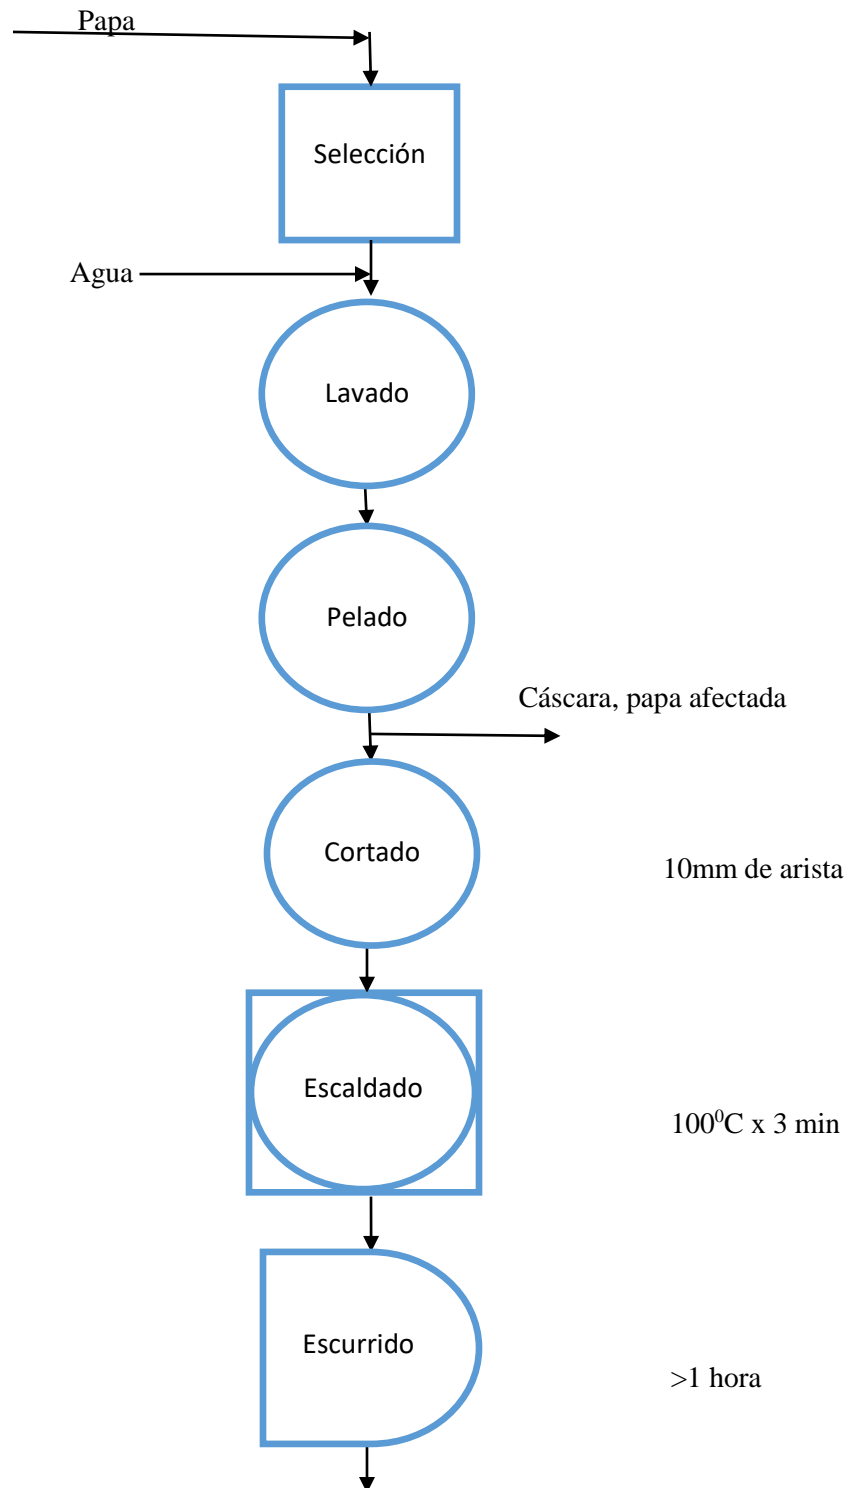 Papa
Selección
Agua
Lavado
Pelado
Cáscara, papa afectada
Cortado
10mm de arista
Escaldado
100⁰C x 3 min
Escurrido
>1 hora